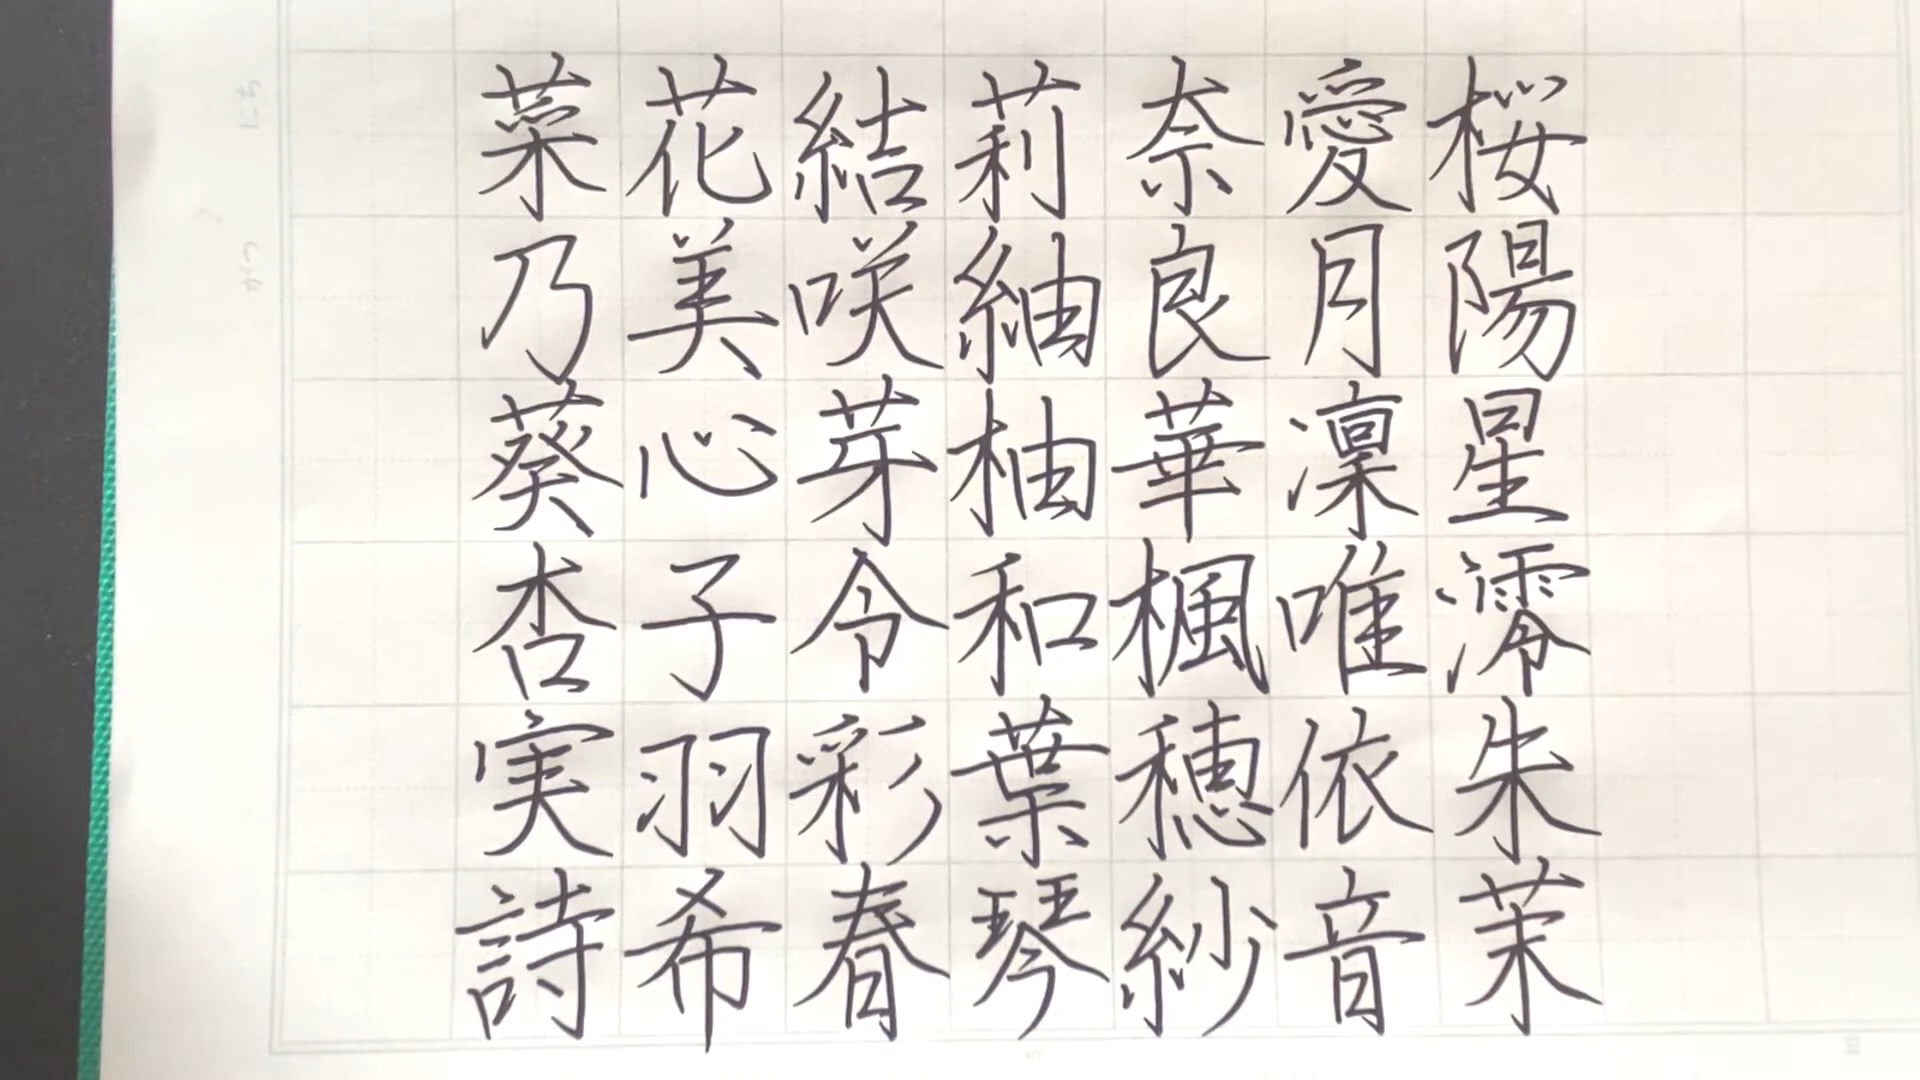 桜陽星澪朱茉
愛月凜唯依音
奈良華楓穂紗
莉紬柚和葉琴
結咲芽令彩春
花美心子羽希
菜乃葵杏実詩